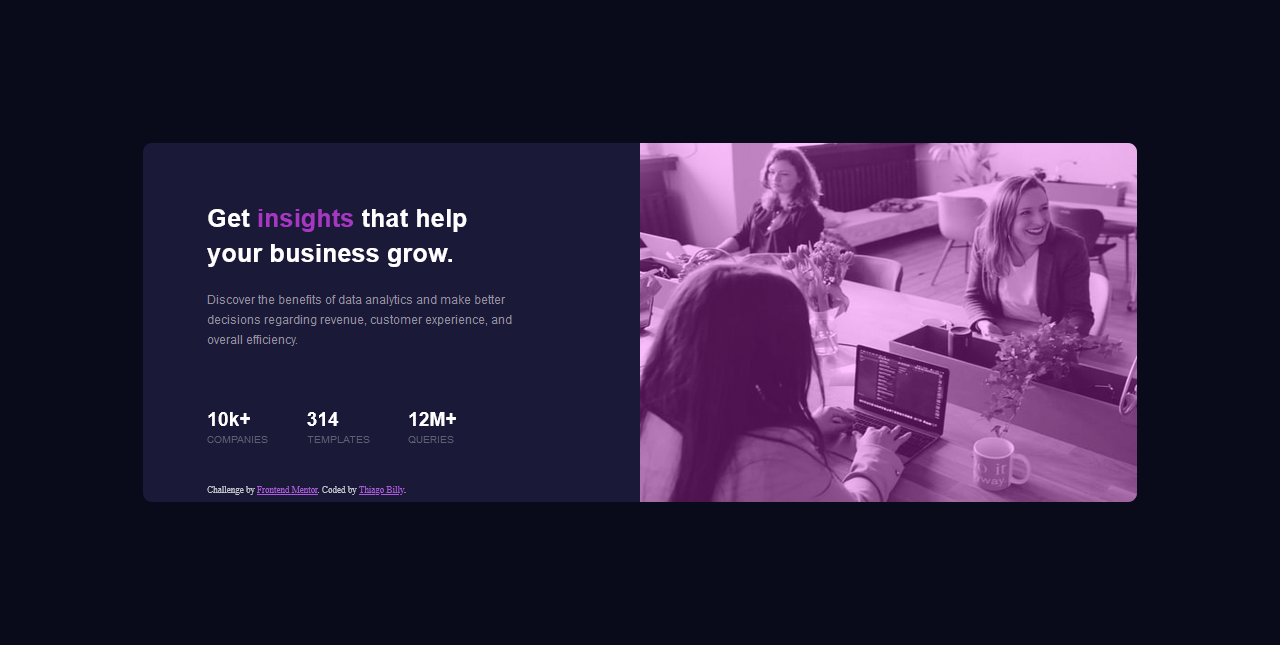 Get insights that help
your business grow.
Discover the benefits of data analytics and make better
decisions regarding revenue, customer experience, and
overall efficiency.
10k+ 314 12M+
COMPANIES TEMPLATES QUERIES
Challenge by Frontend Mentor. Coded by Thiago Billy.